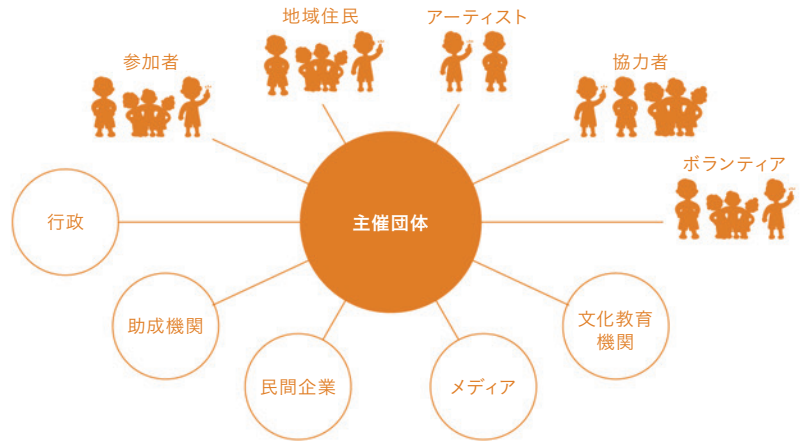 地域住民
アーティスト
参加者
協力者
ボランティア
行政
主催団体
助成機関
文化教育
機関
民間企業
メディア